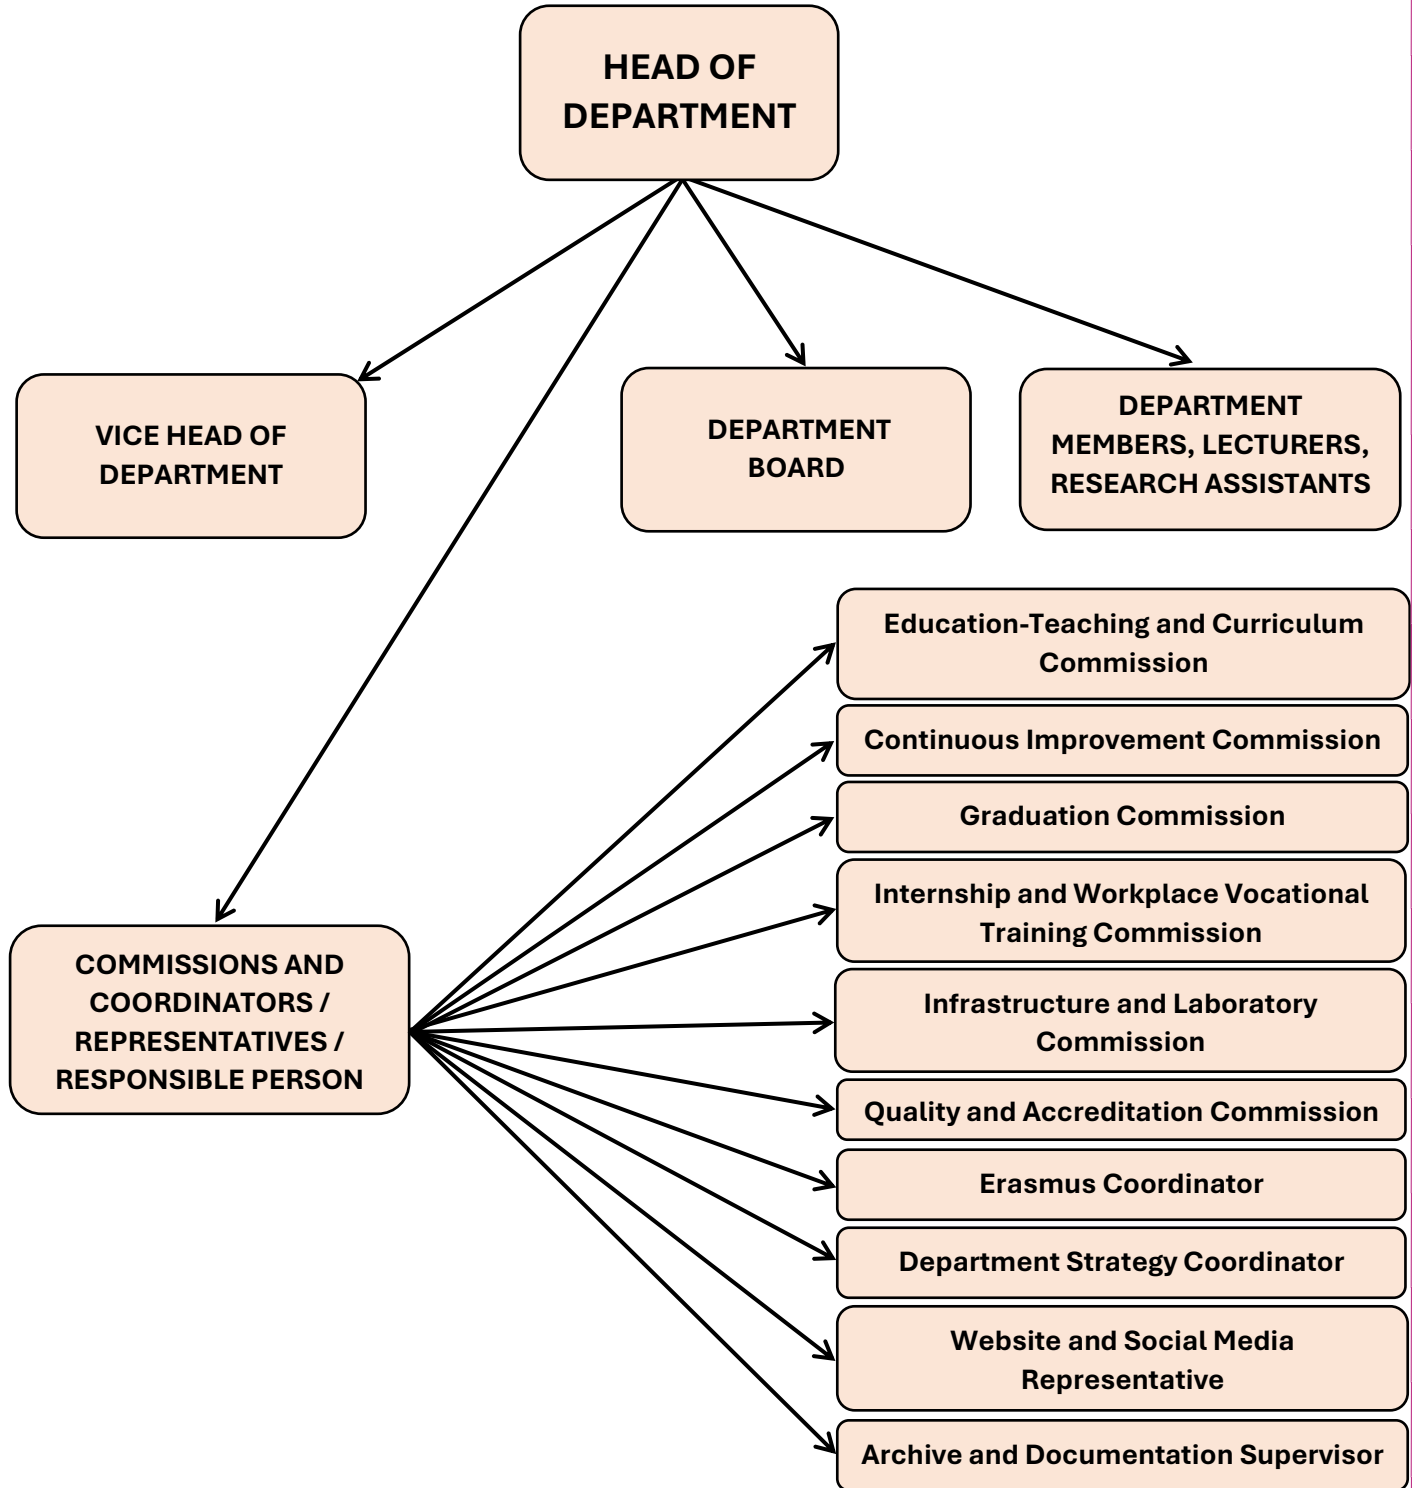 HEAD OF
DEPARTMENT
VICE HEAD OF
DEPARTMENT
DEPARTMENT
BOARD
DEPARTMENT
MEMBERS, LECTURERS,
RESEARCH ASSISTANTS
COMMISSIONS AND
COORDINATORS /
REPRESENTATIVES /
RESPONSIBLE PERSON
Education-Teaching and Curriculum
Commission
Continuous Improvement Commission
Graduation Commission
Internship and Workplace Vocational
Training Commission
Infrastructure and Laboratory
Commission
Quality and Accreditation Commission
Erasmus Coordinator
Department Strategy Coordinator
Website and Social Media
Representative
Archive and Documentation Supervisor